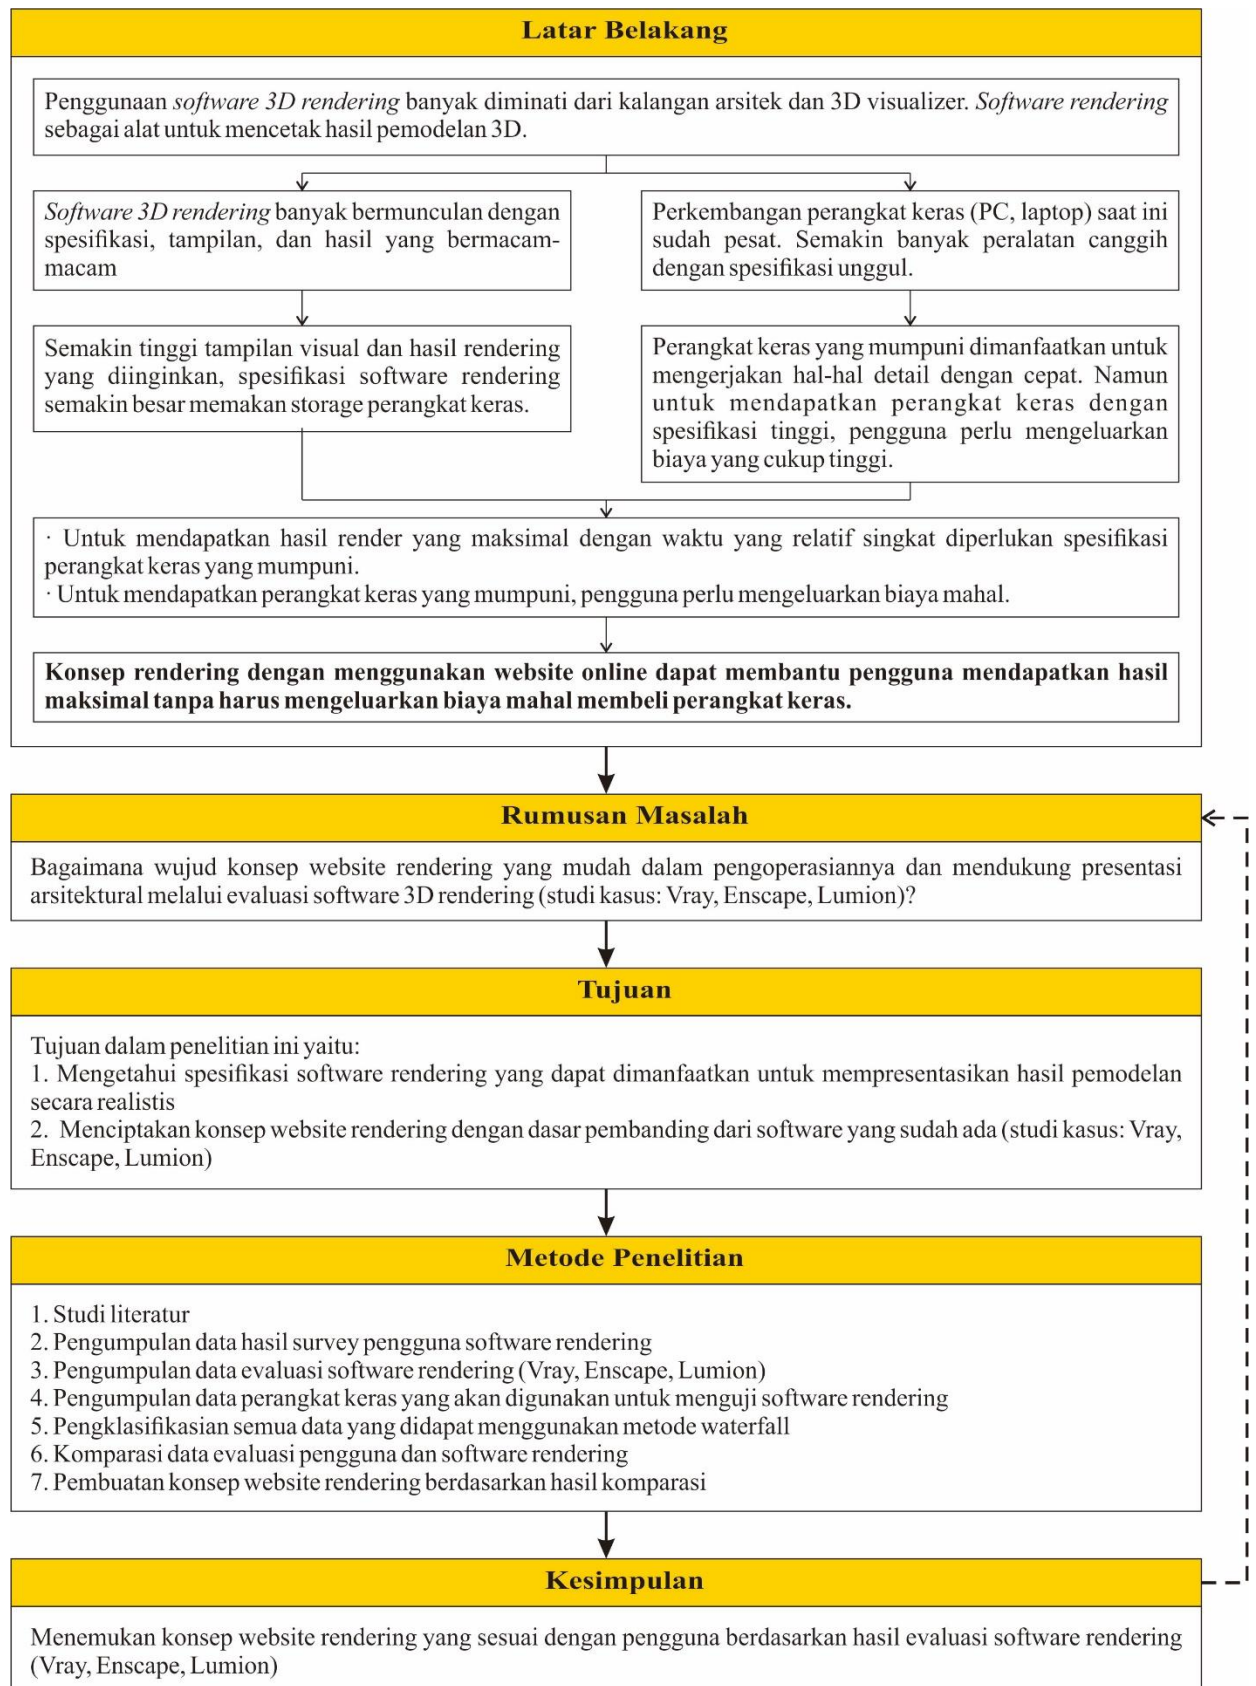 Latar Belakang
Penggunaan software 3D rendering banyak diminati dari kalangan arsitek dan 3D visualizer. Software rendering
sebagai alat untuk mencetak hasil pemodelan 3D.
Software 3D rendering banyak bermunculan dengan
spesifikasi, tampilan, dan hasil yang bermacam-
macam
Perkembangan perangkat keras (PC, laptop) saat ini
sudah pesat. Semakin banyak peralatan canggih
dengan spesifikasi unggul.
Semakin tinggi tampilan visual dan hasil rendering
yang diinginkan, spesifikasi software rendering
semakin besar memakan storage perangkat keras.
Perangkat keras yang mumpuni dimanfaatkan untuk
mengerjakan hal-hal detail dengan cepat. Namun
untuk mendapatkan perangkat keras dengan
spesifikasi tinggi, pengguna perlu mengeluarkan
biaya yang cukup tinggi.
· Untuk mendapatkan hasil render yang maksimal dengan waktu yang relatif singkat diperlukan spesifikasi
perangkat keras yang mumpuni.
· Untuk mendapatkan perangkat keras yang mumpuni, pengguna perlu mengeluarkan biaya mahal.
Konsep rendering dengan menggunakan website online dapat membantu pengguna mendapatkan hasil
maksimal tanpa harus mengeluarkan biaya mahal membeli perangkat keras.
Rumusan Masalah
Bagaimana wujud konsep website rendering yang mudah dalam pengoperasiannya dan mendukung presentasi
arsitektural melalui evaluasi software 3D rendering (studi kasus: Vray, Enscape, Lumion)?
Tujuan
Tujuan dalam penelitian ini yaitu:
1. Mengetahui spesifikasi software rendering yang dapat dimanfaatkan untuk mempresentasikan hasil pemodelan
secara realistis
2. Menciptakan konsep website rendering dengan dasar pembanding dari software yang sudah ada (studi kasus: Vray,
Enscape, Lumion)
Metode Penelitian
1. Studi literatur
2. Pengumpulan data hasil survey pengguna software rendering
3. Pengumpulan data evaluasi software rendering (Vray, Enscape, Lumion)
4. Pengumpulan data perangkat keras yang akan digunakan untuk menguji software rendering
5. Pengklasifikasian semua data yang didapat menggunakan metode waterfall
6. Komparasi data evaluasi pengguna dan software rendering
7. Pembuatan konsep website rendering berdasarkan hasil komparasi
Kesimpulan
Menemukan konsep website rendering yang sesuai dengan pengguna berdasarkan hasil evaluasi software rendering
(Vray, Enscape, Lumion)